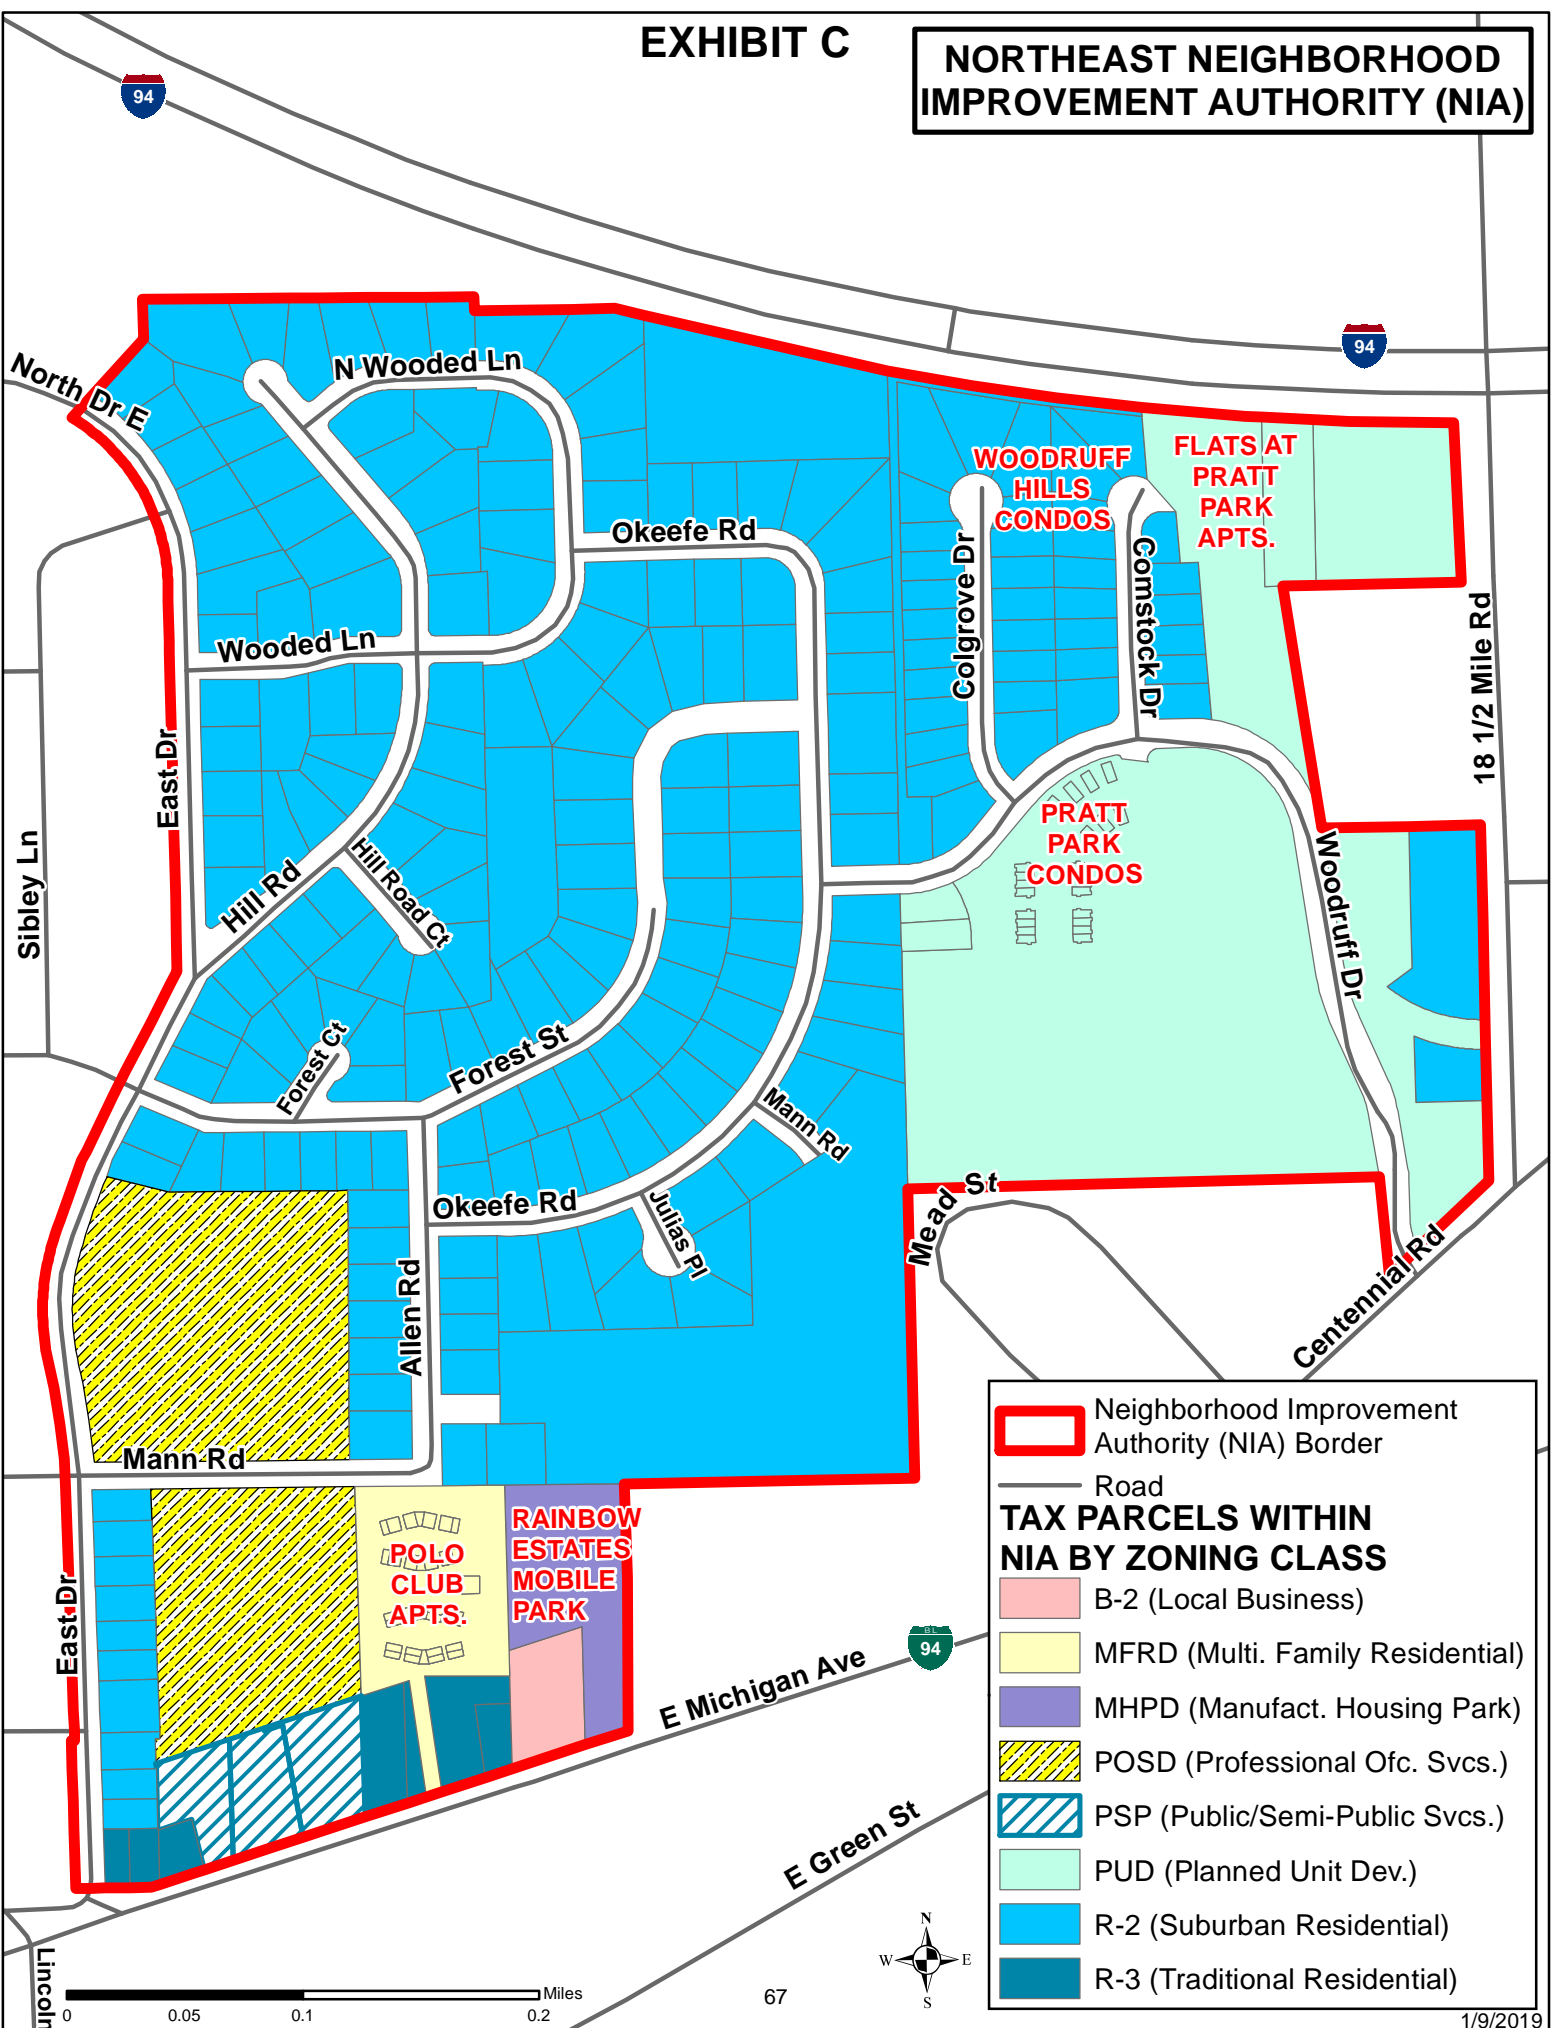 EXHIBIT C
NORTHEAST NEIGHBORHOOD
IMPROVEMENT AUTHORITY (NIA)
94
94
North Dr E
N Wooded Ln
WOODRUFF
HILLS
CONDOS
FLATS AT
PRATT
PARK
APTS.
Okeefe Rd
Colgrove Dr
Comstock Dr
18 1/2 Mile Rd
Wooded Ln
East Dr
Sibley Ln
Hill Rd
Hill Road Ct
PRATT
PARK
CONDOS
Woodruff Dr
Forest Ct
Forest St
Mann Rd
Okeefe Rd
Julias Pl
Mead St
Allen Rd
Centennial Rd
Mann Rd
East Dr
POLO
CLUB
APTS.
RAINBOW
ESTATES
MOBILE
PARK
BL
94
E Michigan Ave
E Green St
Lincoln
Neighborhood Improvement
Authority (NIA) Border
Road
TAX PARCELS WITHIN
NIA BY ZONING CLASS
B-2 (Local Business)
MFRD (Multi. Family Residential)
MHPD (Manufact. Housing Park)
POSD (Professional Ofc. Svcs.)
PSP (Public/Semi-Public Svcs.)
PUD (Planned Unit Dev.)
R-2 (Suburban Residential)
R-3 (Traditional Residential)
N
W E
S
Miles
0 0.05 0.1 0.2
67
1/9/2019